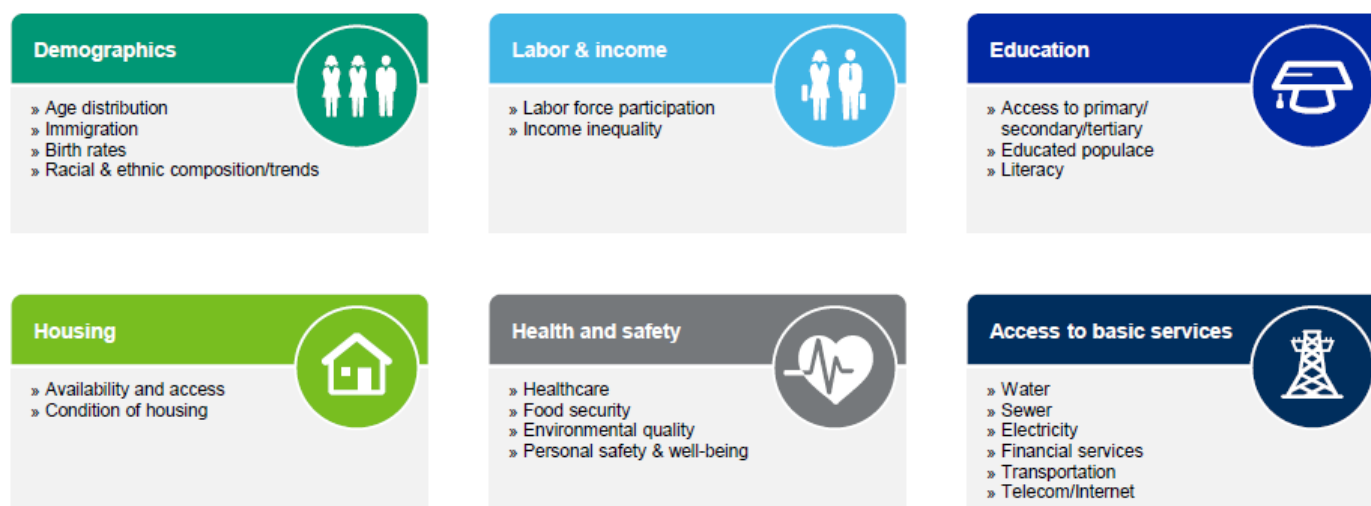 Demographics
» Age distribution
» Immigration
» Birth rates
» Racial & ethnic composition/trends
Labor & income
» Labor force participation
» Income inequality
Education
» Access to primary/
secondary/tertiary
» Educated populace
» Literacy
Housing
» Availability and access
» Condition of housing
Health and safety
» Healthcare
» Food security
» Environmental quality
» Personal safety & well-being
Access to basic services
» Water
» Sewer
» Electricity
» Financial services
» Transportation
» Telecom/Internet